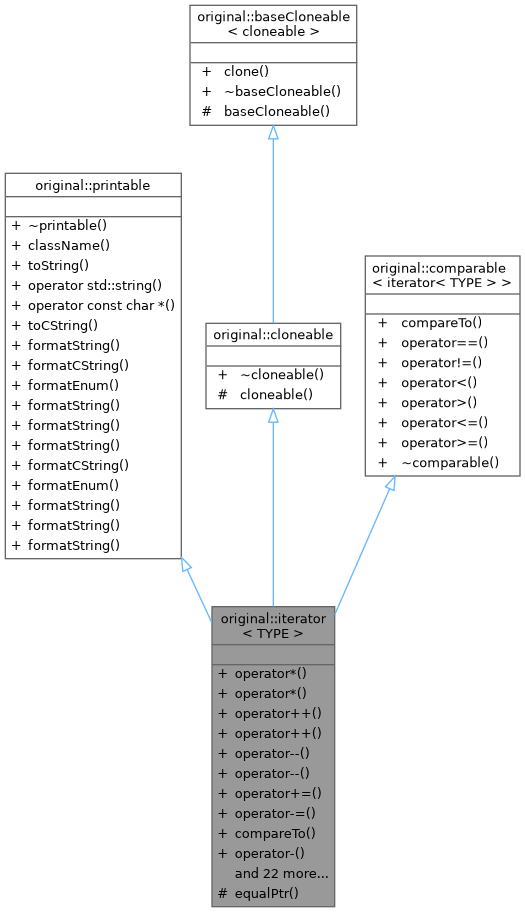 original::baseCloneable
< cloneable >
+ clone()
+ ~baseCloneable()
# baseCloneable()
original::printable
+ ~printable()
+ className()
+ toString()
+ operator std::string()
+ operator const char *()
+ toCString()
+ formatString()
+ formatCString()
+ formatEnum()
+ formatString()
+ formatString()
+ formatString()
+ formatCString()
+ formatEnum()
+ formatString()
+ formatString()
+ formatString()
original::cloneable
+ ~cloneable()
# cloneable()
original::comparable
< iterator< TYPE > >
+ compareTo()
+ operator==()
+ operator!=()
+ operator<()
+ operator>()
+ operator<=()
+ operator>=()
+ ~comparable()
original::iterator
< TYPE >
+ operator*()
+ operator*()
+ operator++()
+ operator++()
+ operator--()
+ operator--()
+ operator+=()
+ operator-=()
+ compareTo()
+ operator-()
and 22 more...
# equalPtr()